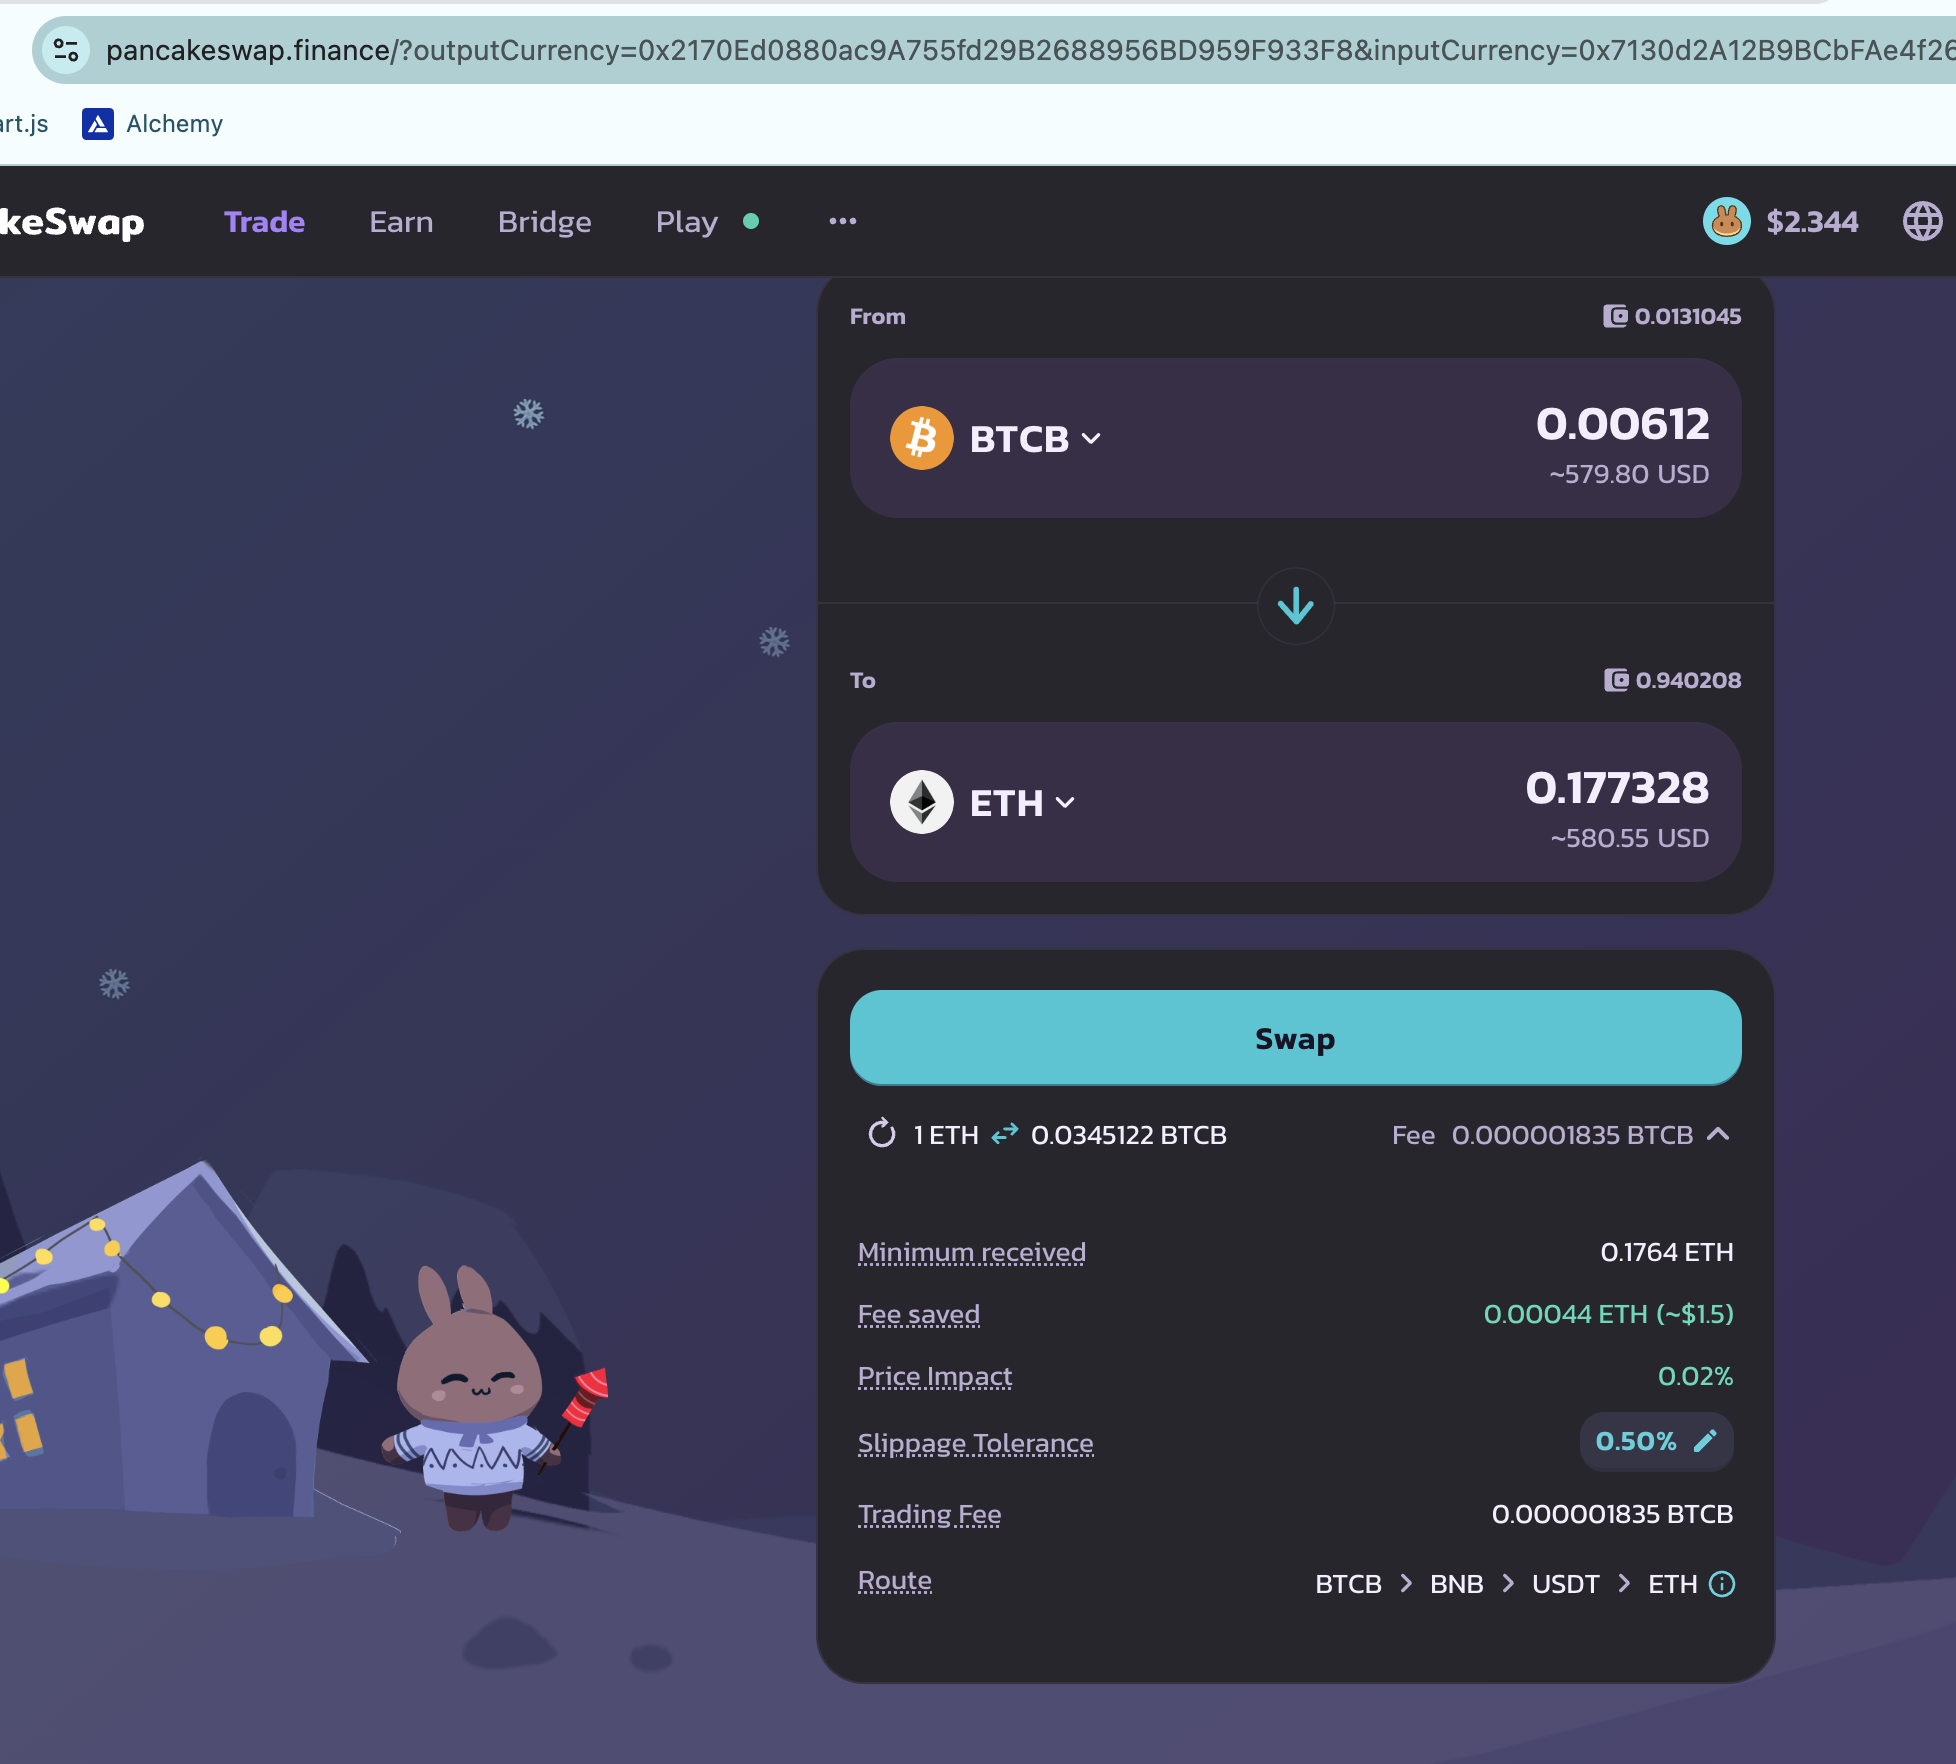 pancakeswap.finance/?outputCurrency=0x2170Ed0880ac9A755fd29B2688956BD959F933F8&inputCurrency=0x7130d2A12B9BCbFAe4f26
art.js Alchemy
keSwap Trade Earn Bridge Play ••• $2.344
From 0.0131045
BTCB 0.00612
~579.80 USD
To 0.940208
ETH 0.177328
~580.55 USD
Swap
1 ETH 0.0345122 BTCB Fee 0.000001835 BTCB
Minimum received 0.1764 ETH
Fee saved 0.00044 ETH (~$1.5)
Price Impact 0.02%
Slippage Tolerance 0.50%
Trading Fee 0.000001835 BTCB
Route BTCB > BNB > USDT > ETH